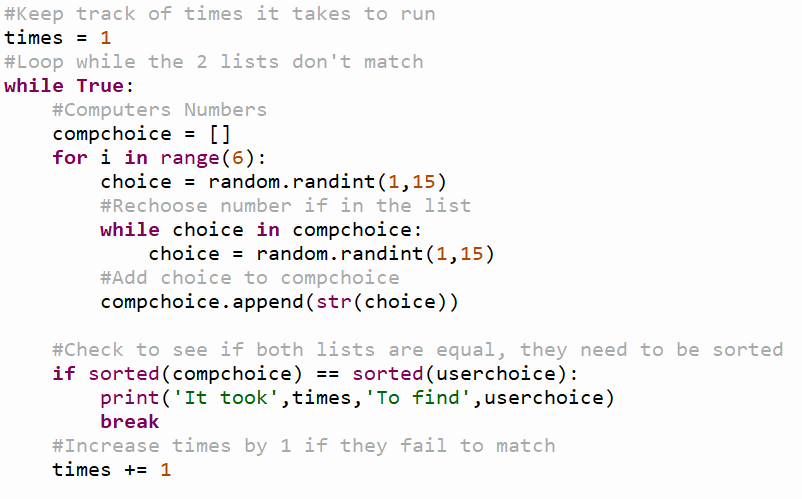 #Keep track of times it takes to run
times = 1
#Loop while the 2 lists don't match
while True:
    #Computers Numbers
    compchoice = []
    for i in range(6):
        choice = random.randint(1,15)
        #Rechoose number if in the list
        while choice in compchoice:
            choice = random.randint(1,15)
        #Add choice to compchoice
        compchoice.append(str(choice))

    #Check to see if both lists are equal, they need to be sorted
    if sorted(compchoice) == sorted(userchoice):
        print('It took',times,'To find',userchoice)
        break
    #Increase times by 1 if they fail to match
    times += 1